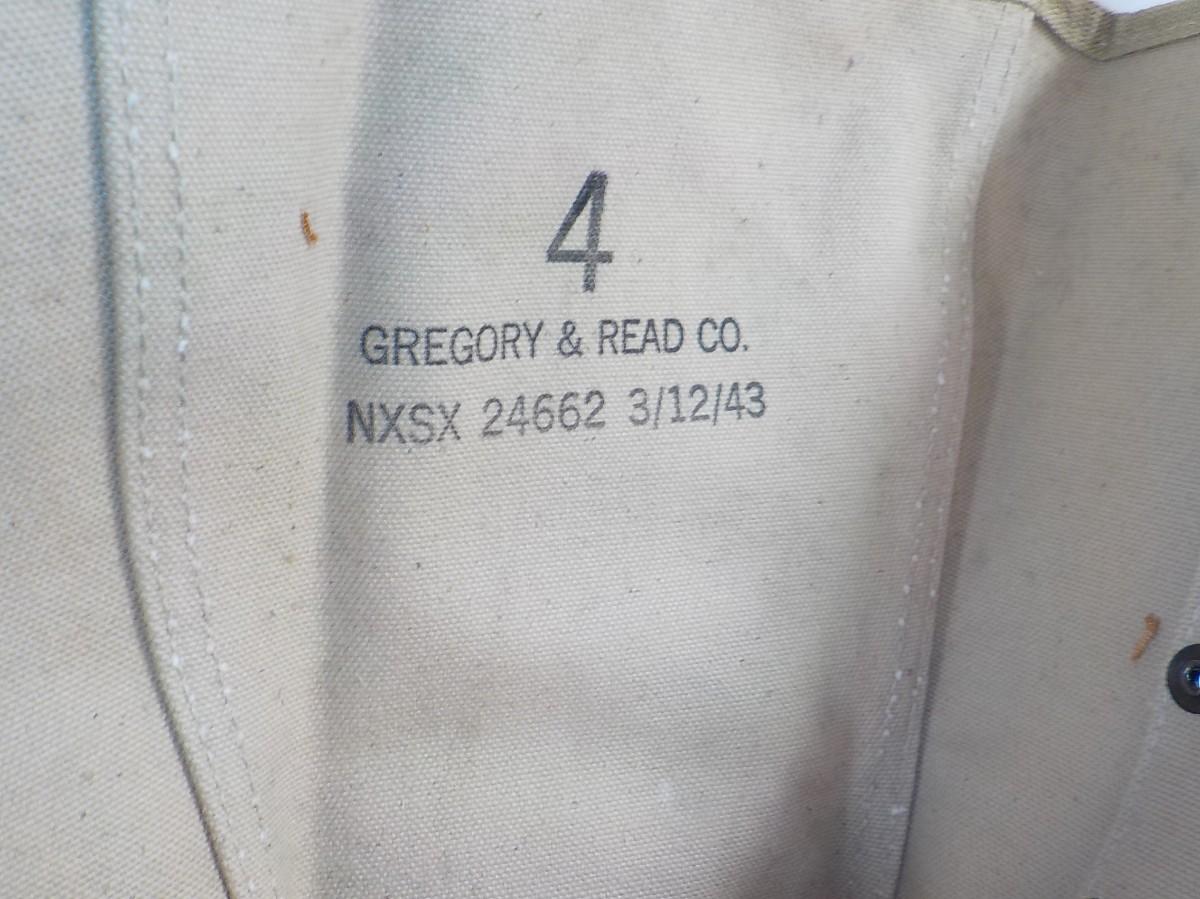 4
GREGORY & READ CO.
NXSX 24662 3/12/43